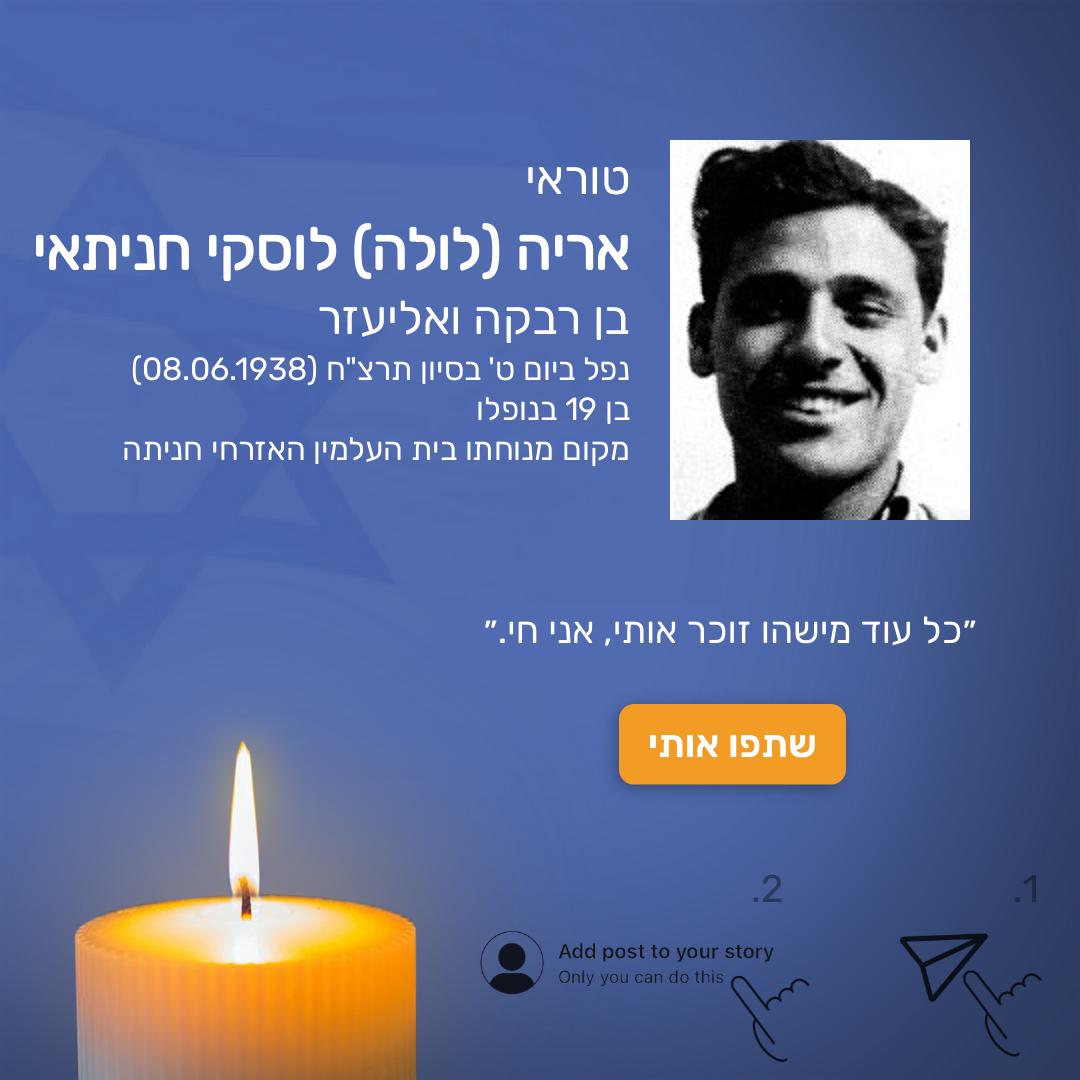 טוראי
אריה (לולה) לוסקי חניתאי
בן רבקה ואליעזר
נפל ביום ט' בסיון תרצ"ח (08.06.1938)
בן 19 בנופלו
מקום מנוחתו בית העלמין האזרחי חניתה
״כל עוד מישהו זוכר אותי, אני חי.״
שתפו אותי
.1
.2
Add post to your story
Only you can do this